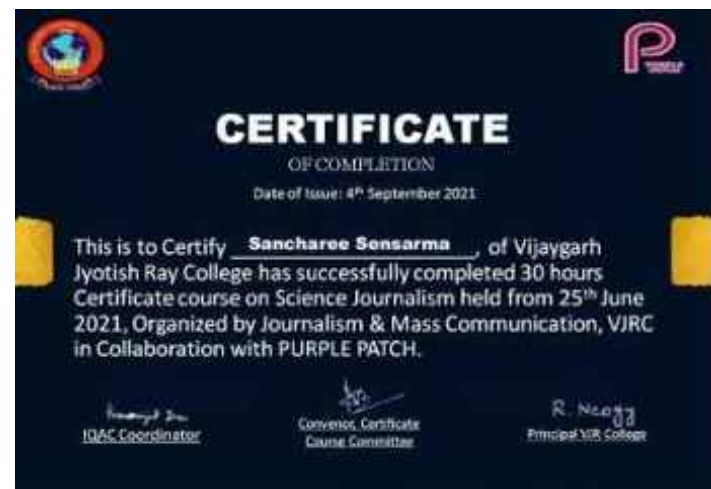 CERTIFICATE
OF COMPLETION
Date of Issue: 4th September 2021
This is to Certify Sancharee Sensarma, of Vijaygarh
Jyotish Ray College has successfully completed 30 hours
Certificate course on Science Journalism held from 25th June
2021, Organized by Journalism & Mass Communication, VJRC
in Collaboration with PURPLE PATCH.
R. Neogy
IQAC Coordinator
Convenor, Certificate
Course Committee
Principal VJR College